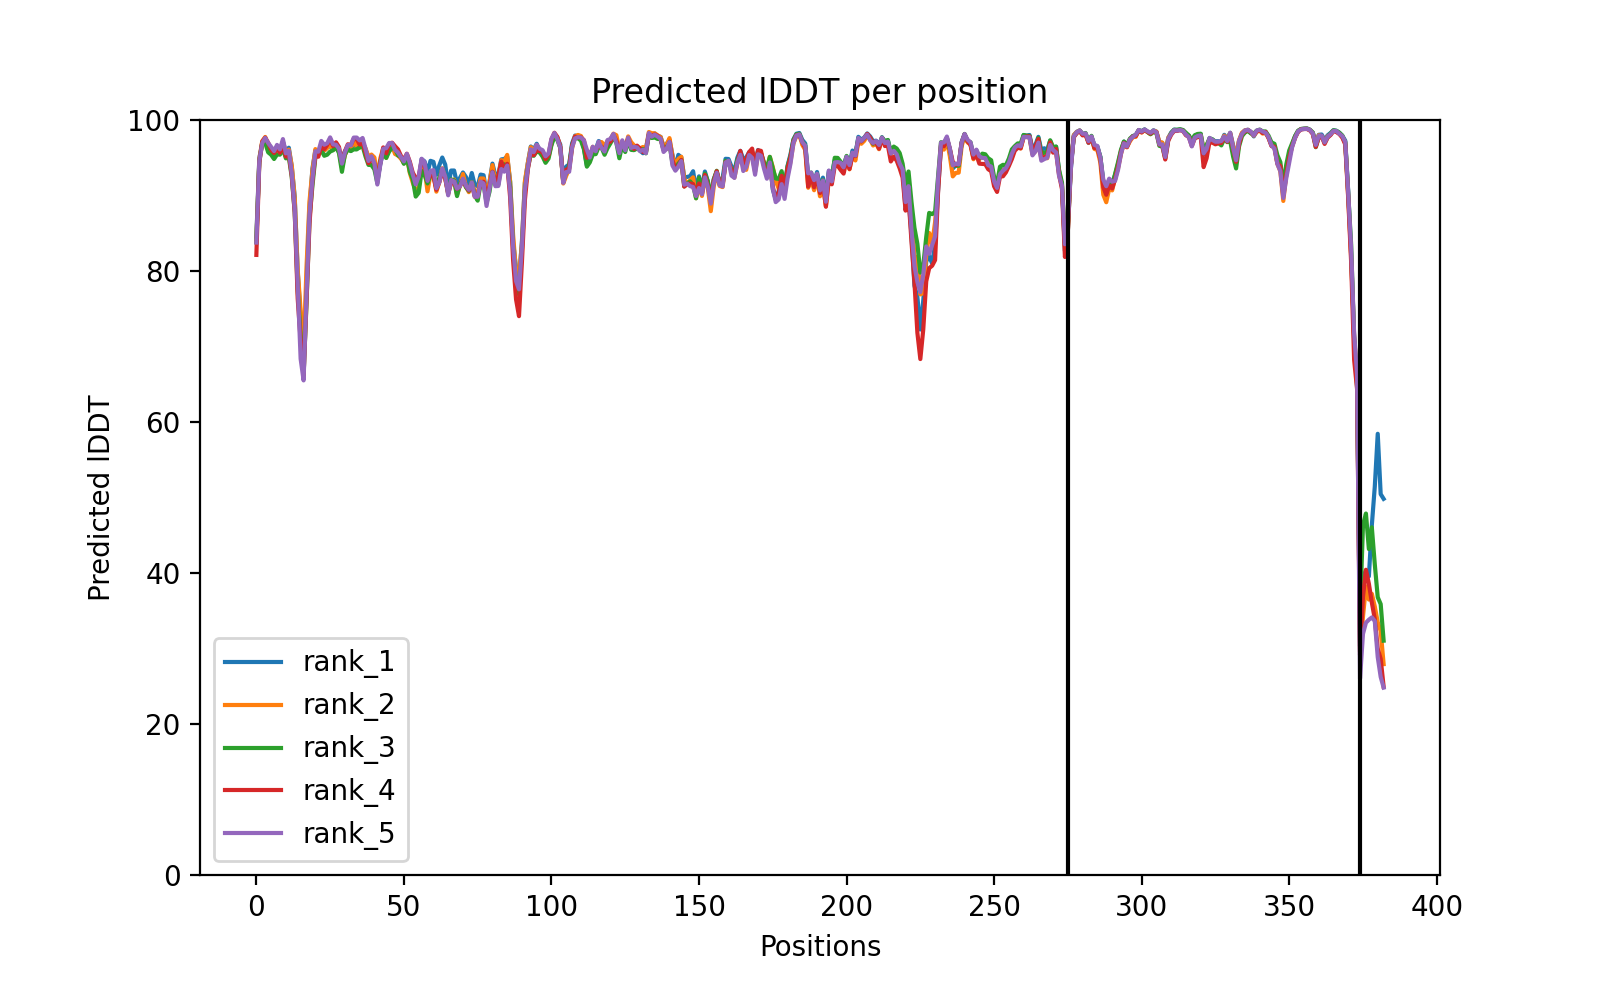 Predicted lDDT per position
100
80
60
40
20
0
Predicted lDDT
rank_1
rank_2
rank_3
rank_4
rank_5
0 50 100 150 200 250 300 350 400
Positions